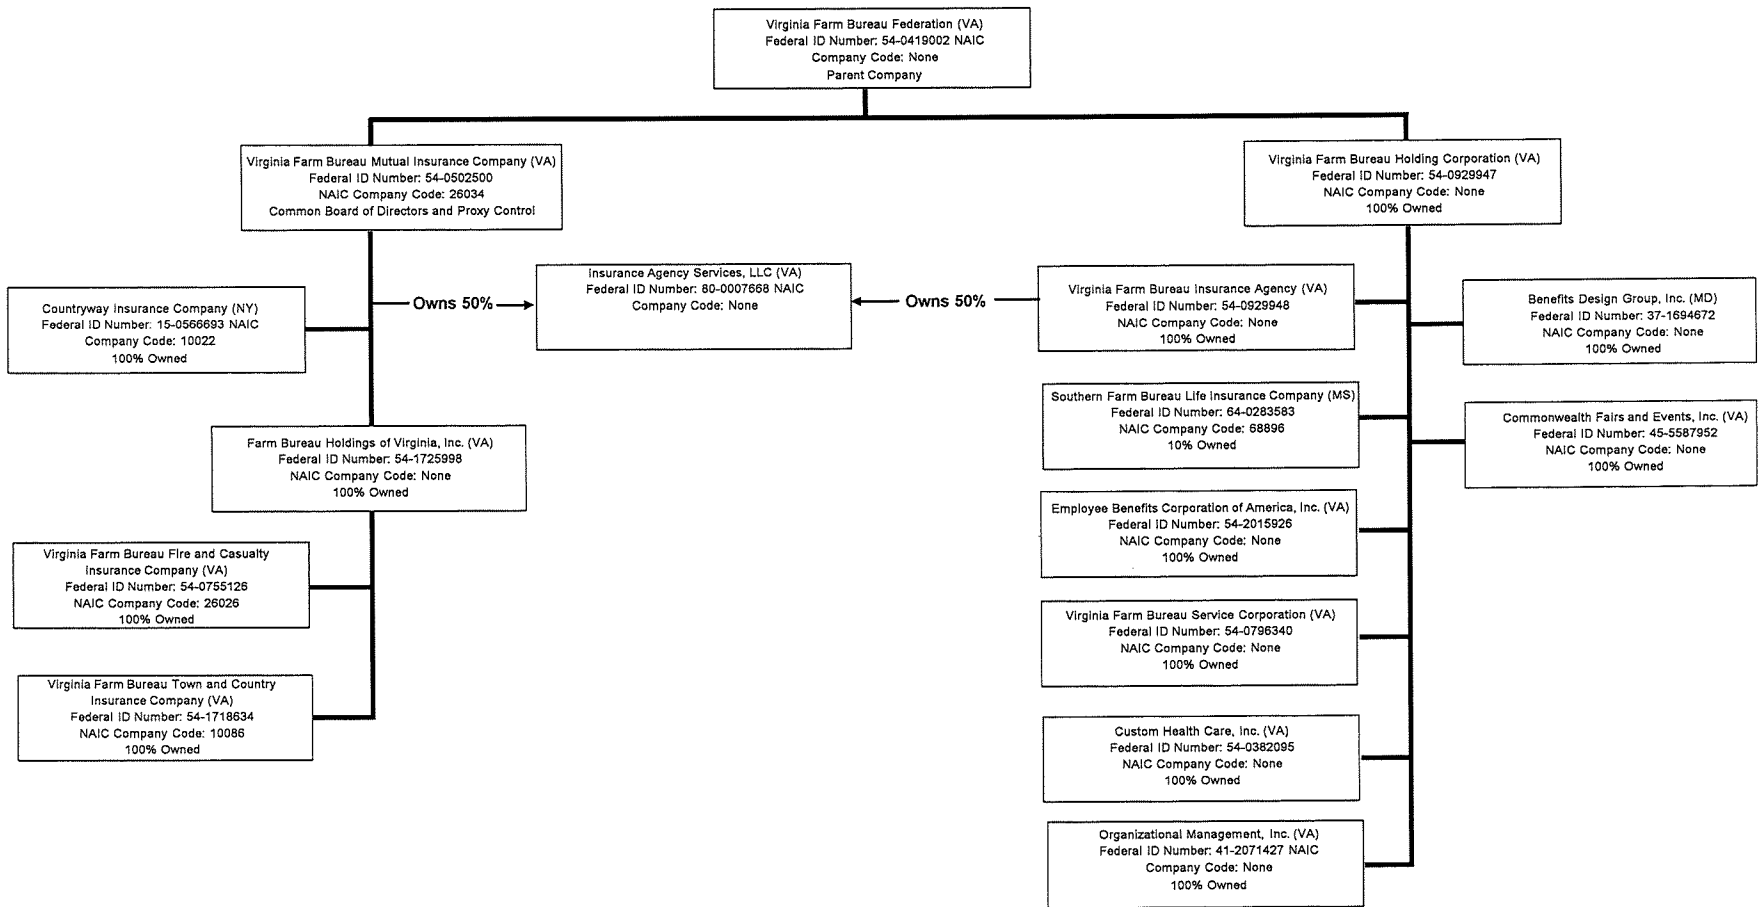 Virginia Farm Bureau Federation (VA)
Federal ID Number: 54-0419002 NAIC
Company Code: None
Parent Company
Virginia Farm Bureau Mutual Insurance Company (VA)
Federal ID Number: 54-0502500
NAIC Company Code: 26034
Common Board of Directors and Proxy Control
Virginia Farm Bureau Holding Corporation (VA)
Federal ID Number: 54-0929947
NAIC Company Code: None
100% Owned
Countryway Insurance Company (NY)
Federal ID Number: 15-0566693 NAIC
Company Code: 10022
100% Owned
Owns 50%
Insurance Agency Services, LLC (VA)
Federal ID Number: 80-0007668 NAIC
Company Code: None
Owns 50%
Virginia Farm Bureau Insurance Agency (VA)
Federal ID Number: 54-0929948
NAIC Company Code: None
100% Owned
Benefits Design Group, Inc. (MD)
Federal ID Number: 37-1694672
NAIC Company Code: None
100% Owned
Southern Farm Bureau Life Insurance Company (MS)
Federal ID Number: 64-0283583
NAIC Company Code: 68896
10% Owned
Commonwealth Fairs and Events, Inc. (VA)
Federal ID Number: 45-5587952
NAIC Company Code: None
100% Owned
Farm Bureau Holdings of Virginia, Inc. (VA)
Federal ID Number: 54-1725998
NAIC Company Code: None
100% Owned
Employee Benefits Corporation of America, Inc. (VA)
Federal ID Number: 54-2015926
NAIC Company Code: None
100% Owned
Virginia Farm Bureau Fire and Casualty
Insurance Company (VA)
Federal ID Number: 54-0755126
NAIC Company Code: 26026
100% Owned
Virginia Farm Bureau Service Corporation (VA)
Federal ID Number: 54-0796340
NAIC Company Code: None
100% Owned
Virginia Farm Bureau Town and Country
Insurance Company (VA)
Federal ID Number: 54-1718634
NAIC Company Code: 10086
100% Owned
Custom Health Care, Inc. (VA)
Federal ID Number: 54-0382095
NAIC Company Code: None
100% Owned
Organizational Management, Inc. (VA)
Federal ID Number: 41-2071427 NAIC
Company Code: None
100% Owned